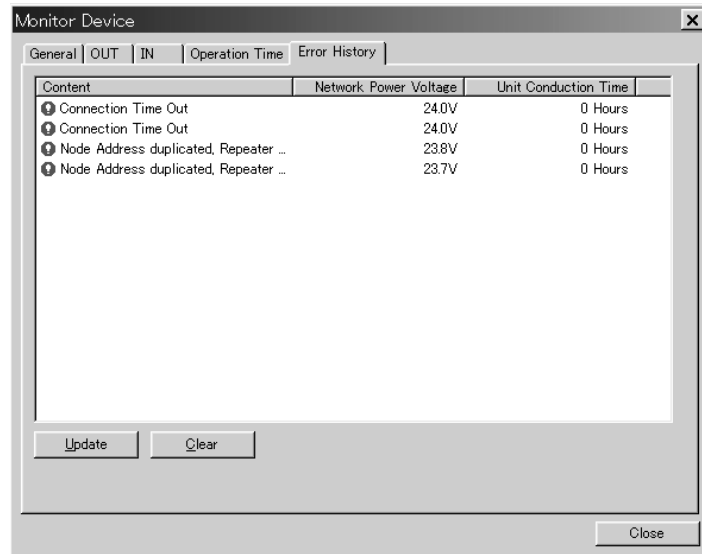 Monitor Device
General OUT IN Operation Time Error History
Content Network Power Voltage Unit Conduction Time
Connection Time Out 24.0V 0 Hours
Connection Time Out 24.0V 0 Hours
Node Address duplicated, Repeater ... 23.8V 0 Hours
Node Address duplicated, Repeater ... 23.7V 0 Hours
Update Clear
Close